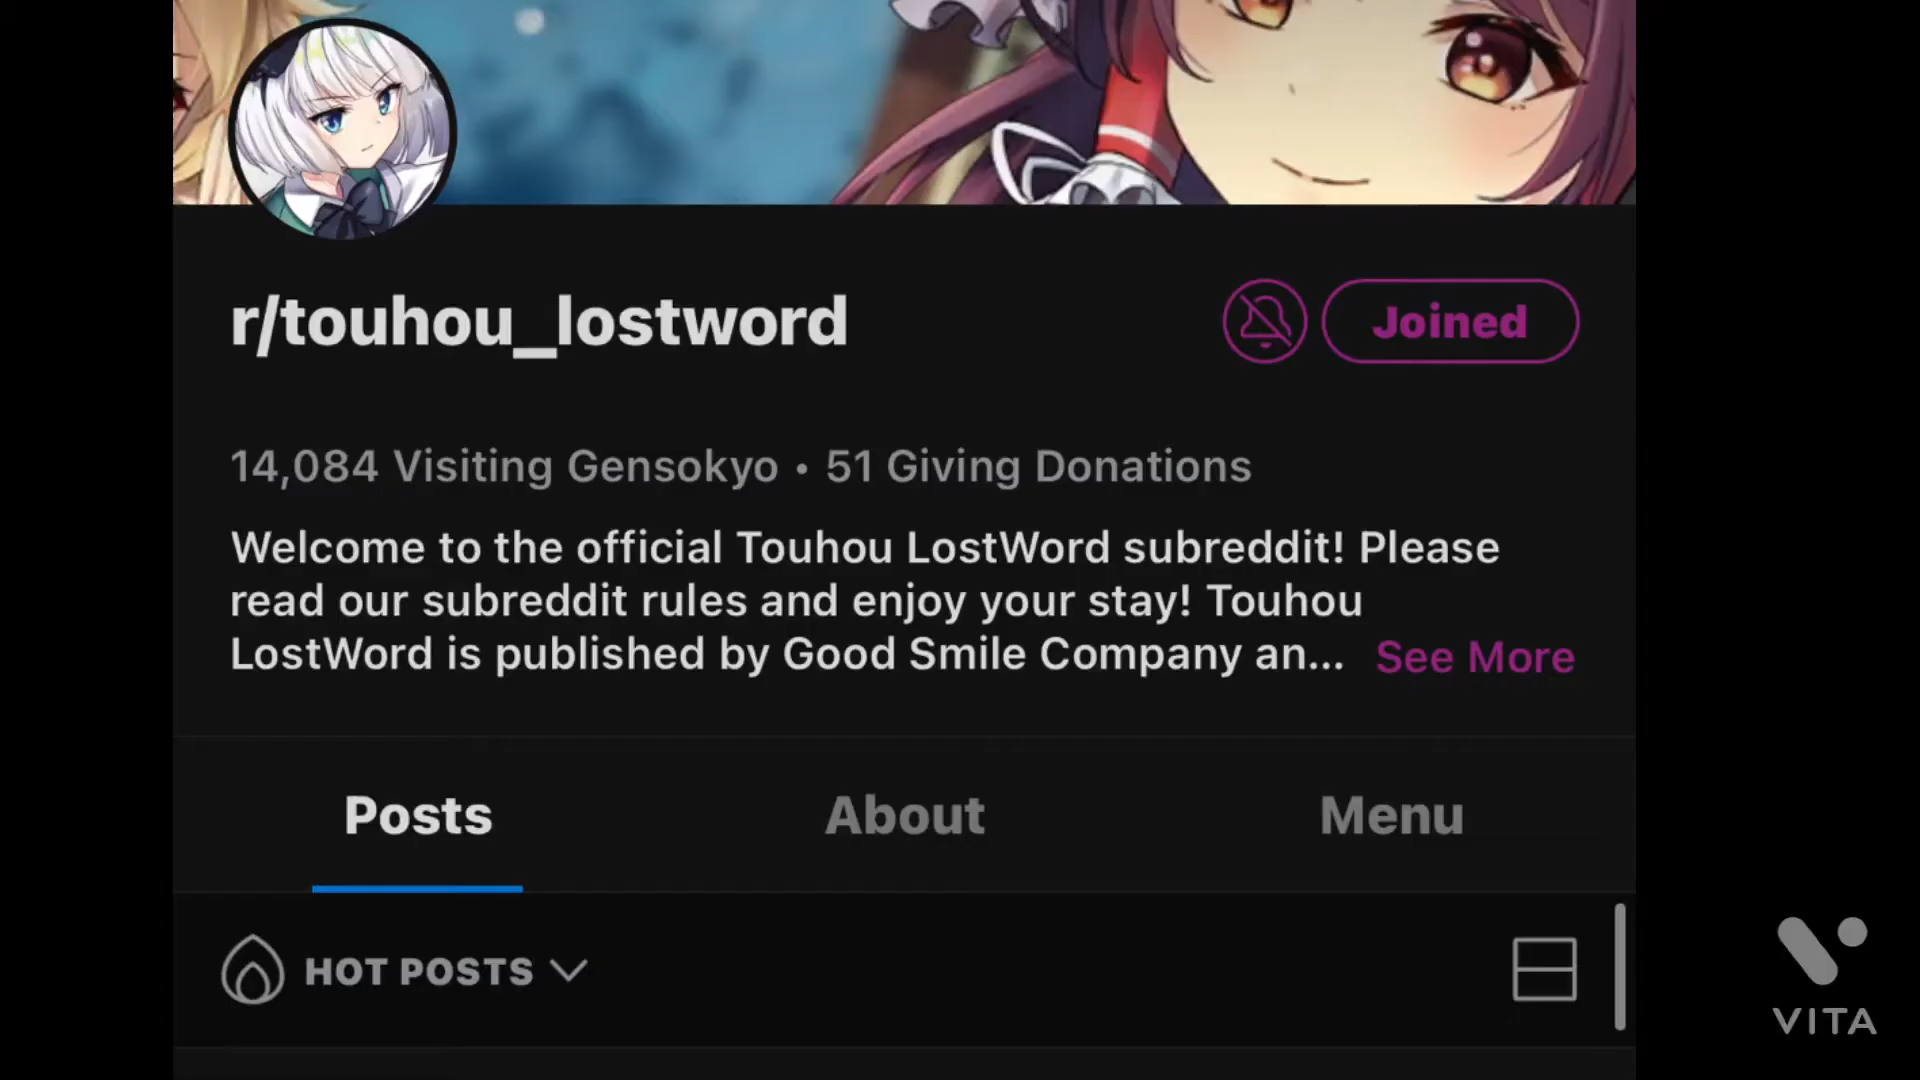 r/touhou_lostword
Joined
14,084 Visiting Gensokyo • 51 Giving Donations
Welcome to the official Touhou LostWord subreddit! Please
read our subreddit rules and enjoy your stay! Touhou
LostWord is published by Good Smile Company an... See More
Posts
About
Menu
HOT POSTS
VITA